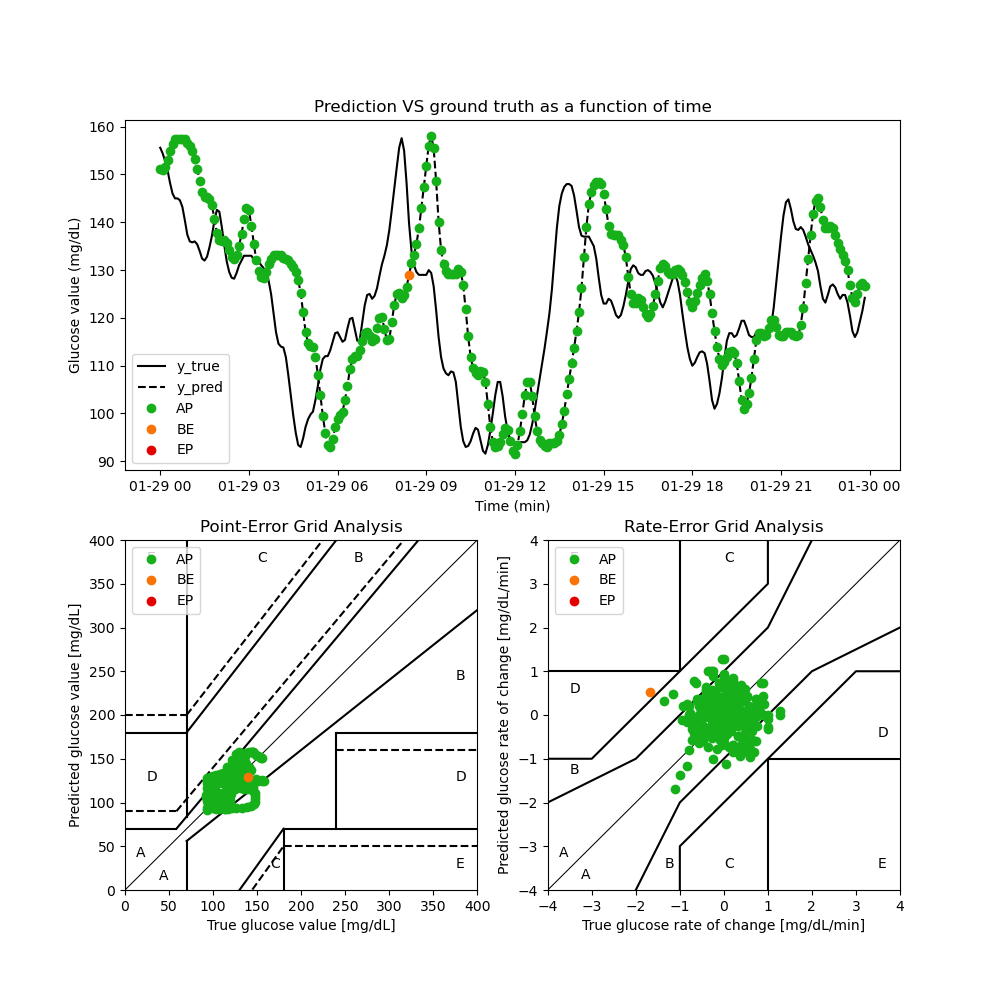 Prediction VS ground truth as a function of time
Glucose value (mg/dL)
160
150
140
130
120
110
100
90
y_true
y_pred
AP
BE
EP
01-29 00 01-29 03 01-29 06 01-29 09 01-29 12 01-29 15 01-29 18 01-29 21 01-30 00
Time (min)
Point-Error Grid Analysis
Predicted glucose value [mg/dL]
400
350
300
250
200
150
100
50
0
AP
BE
EP
C
B
B
D
D
A
A
C
E
0 50 100 150 200 250 300 350 400
True glucose value [mg/dL]
Rate-Error Grid Analysis
Predicted glucose rate of change [mg/dL/min]
4
3
2
1
0
−1
−2
−3
−4
AP
BE
EP
C
D
D
B
A
A
B
C
E
−4 −3 −2 −1 0 1 2 3 4
True glucose rate of change [mg/dL/min]